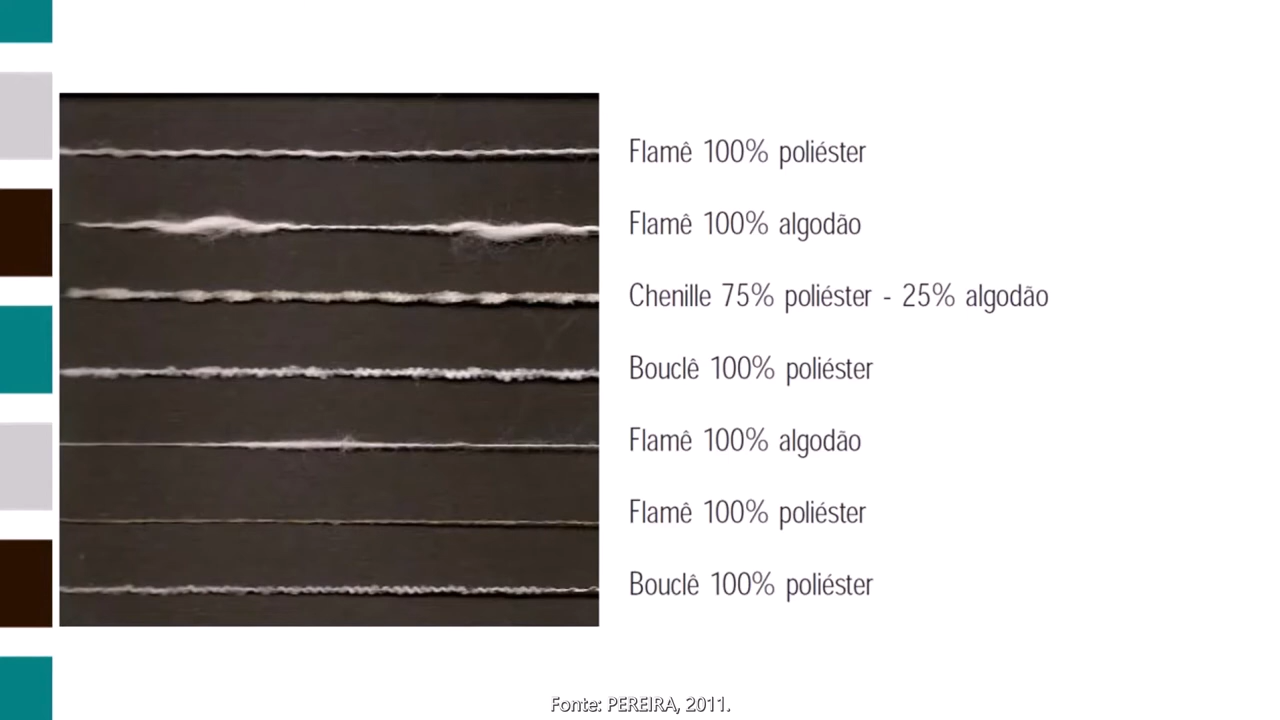 Flamê 100% poliéster
Flamê 100% algodão
Chenille 75% poliéster - 25% algodão
Bouclê 100% poliéster
Flamê 100% algodão
Flamê 100% poliéster
Bouclê 100% poliéster
Fonte: PEREIRA, 2011.